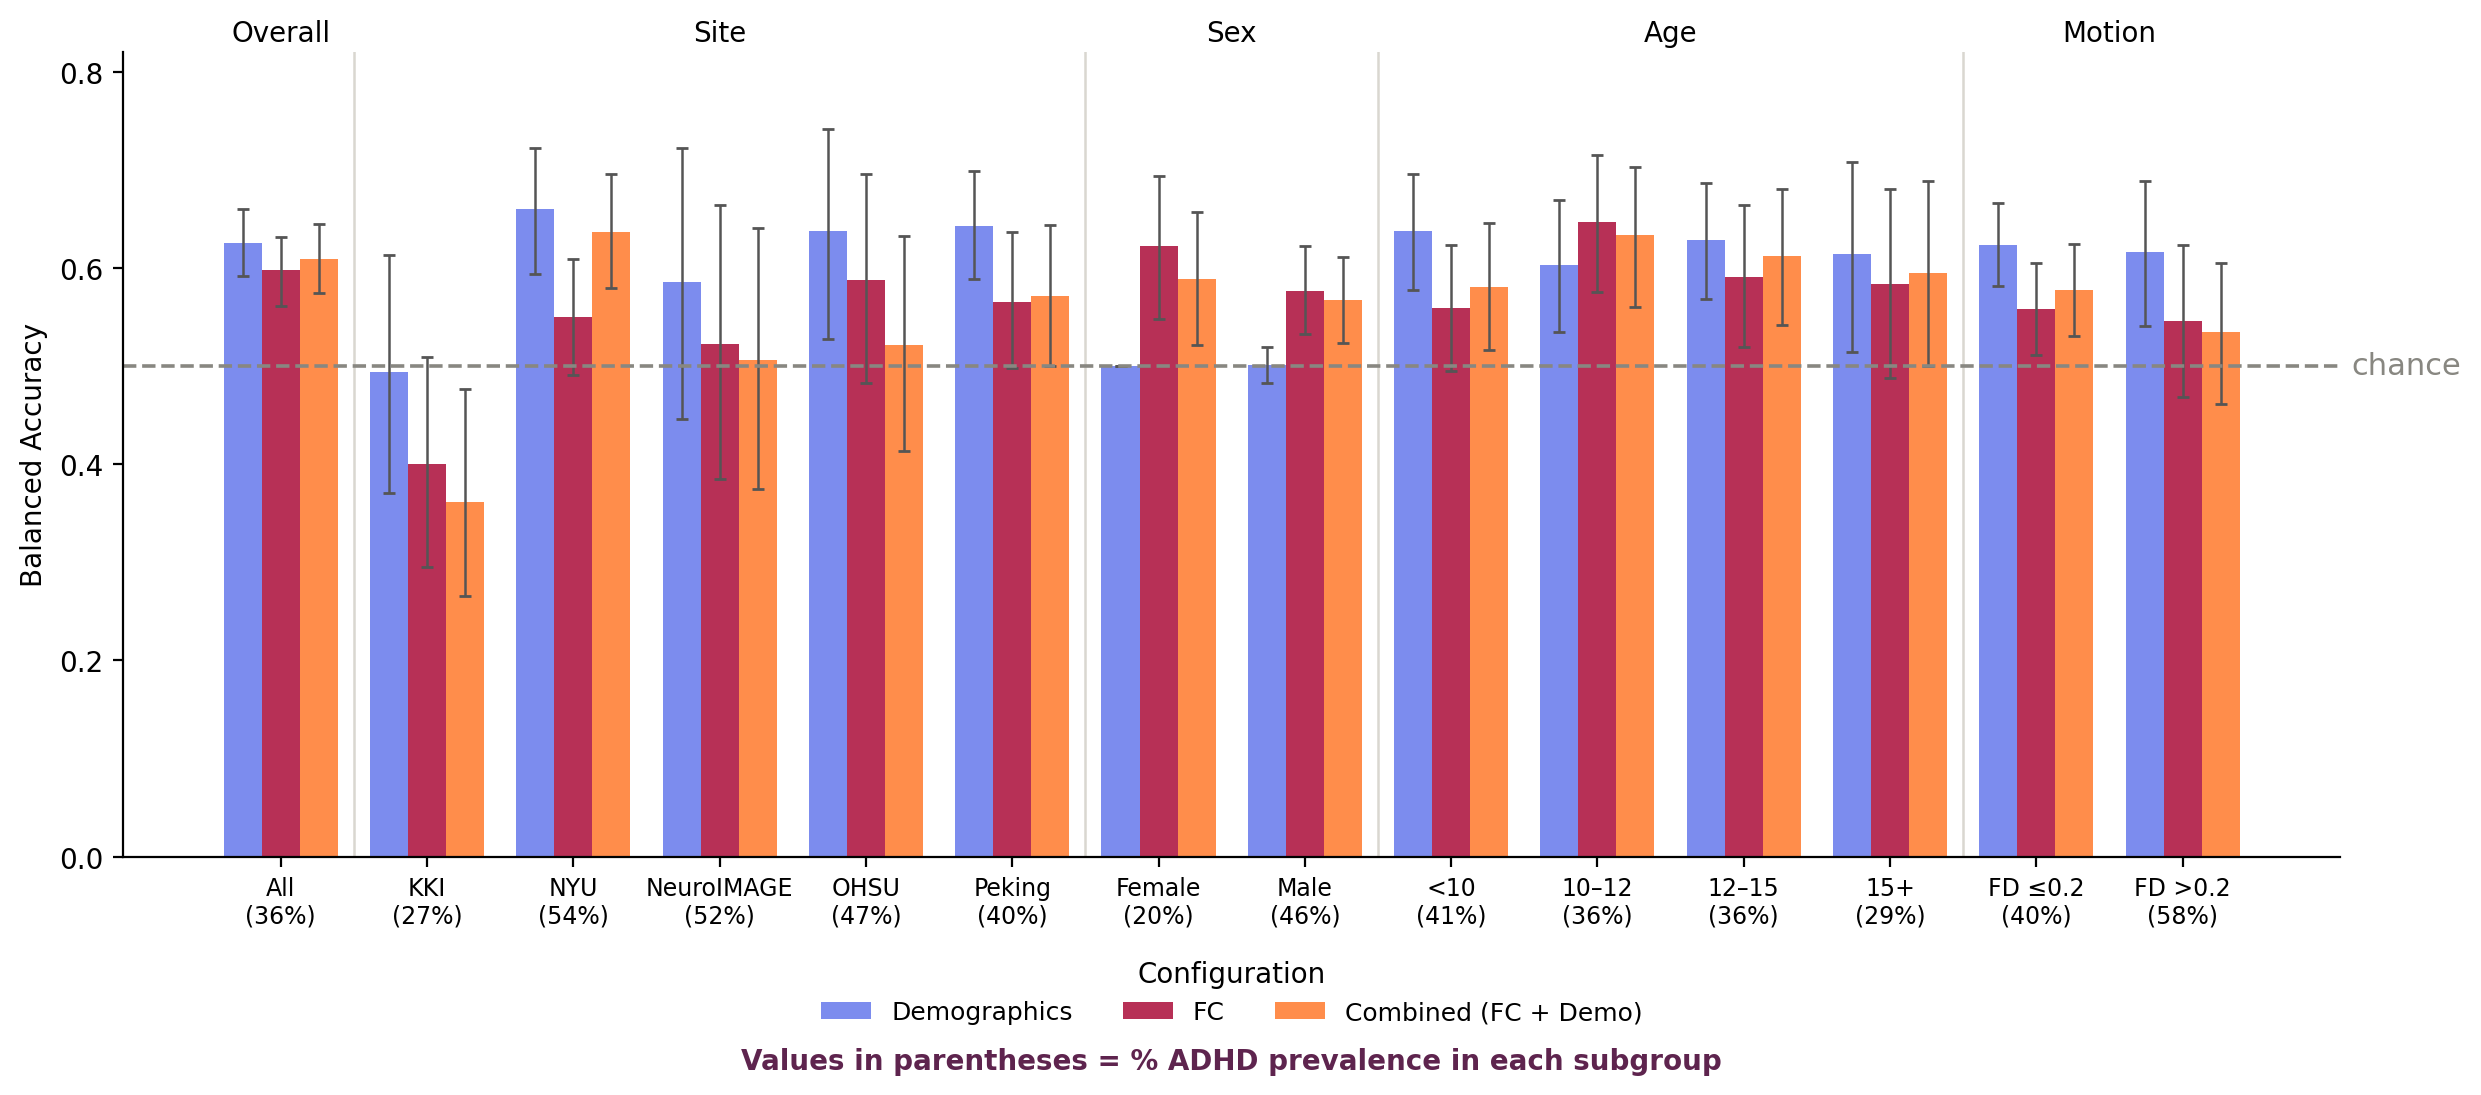 Overall Site Sex Age Motion
0.8
0.6
0.4
0.2
0.0
Balanced Accuracy
chance
All KKI NYU NeuroIMAGE OHSU Peking Female Male <10 10–12 12–15 15+ FD ≤0.2 FD >0.2
(36%) (27%) (54%) (52%) (47%) (40%) (20%) (46%) (41%) (36%) (36%) (29%) (40%) (58%)
Configuration
Demographics FC Combined (FC + Demo)
Values in parentheses = % ADHD prevalence in each subgroup